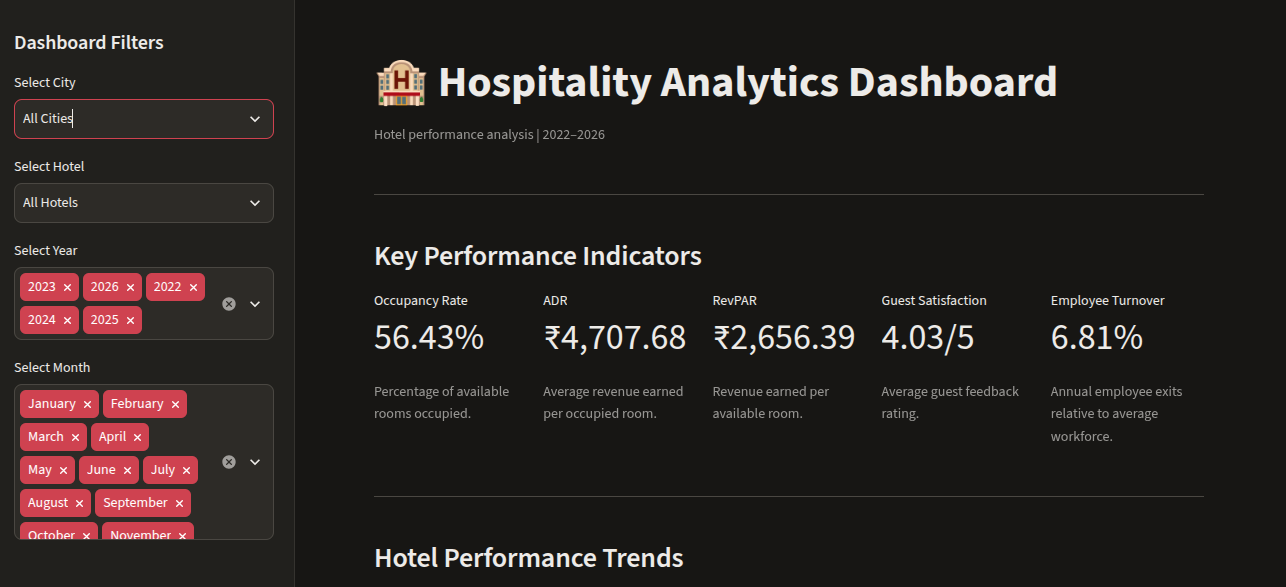 Dashboard Filters
Select City
All Cities
Select Hotel
All Hotels
Select Year
2023 × 2026 × 2022 ×
2024 × 2025 ×
Select Month
January × February ×
March × April ×
May × June × July ×
August × September ×
October × November ×
H
Hospitality Analytics Dashboard
Hotel performance analysis | 2022–2026
Key Performance Indicators
Occupancy Rate
56.43%
Percentage of available
rooms occupied.
ADR
₹4,707.68
Average revenue earned
per occupied room.
RevPAR
₹2,656.39
Revenue earned per
available room.
Guest Satisfaction
4.03/5
Average guest feedback
rating.
Employee Turnover
6.81%
Annual employee exits
relative to average
workforce.
Hotel Performance Trends